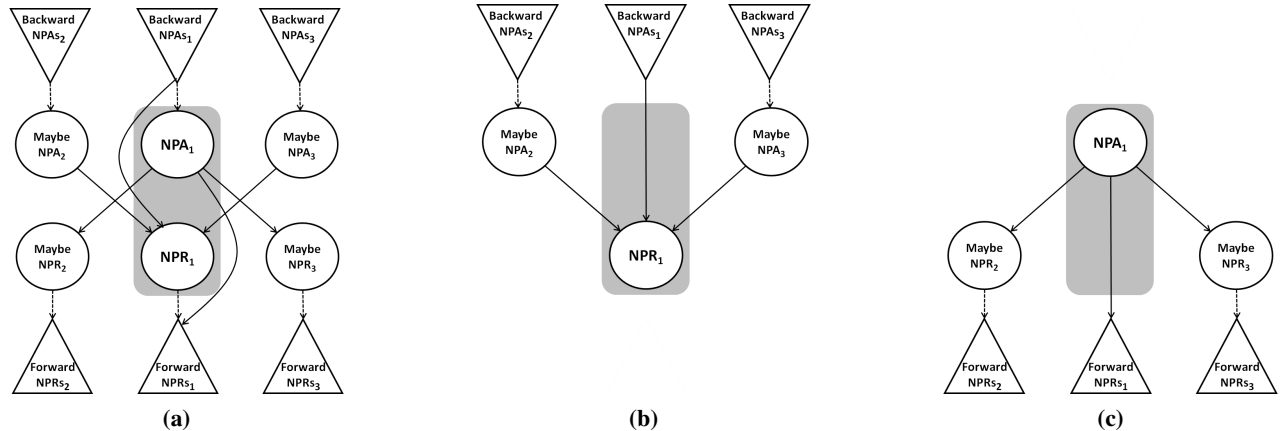 Backward
NPAs2
Backward
NPAs1
Backward
NPAs3
Maybe
NPA2
NPA1
Maybe
NPA3
Maybe
NPR2
NPR1
Maybe
NPR3
Forward
NPRs2
Forward
NPRs1
Forward
NPRs3
(a)
Backward
NPAs2
Backward
NPAs1
Backward
NPAs3
Maybe
NPA2
Maybe
NPA3
NPR1
(b)
NPA1
Maybe
NPR2
Maybe
NPR3
Forward
NPRs2
Forward
NPRs1
Forward
NPRs3
(c)